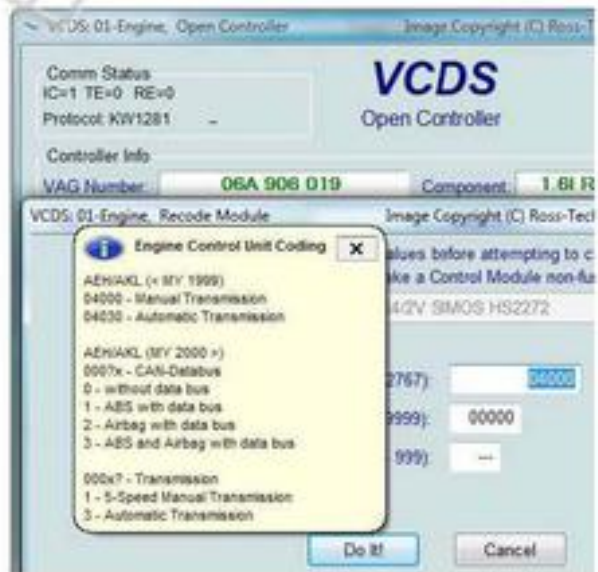 VCDS: 01-Engine, Open Controller
Image Copyright (C) Ross-T
Comm Status
IC=1 TE=0 RE=0
Protocol: KW1281
VCDS
Open Controller
Controller Info
VAG Number: 06A 906 019 Component: 1.6l R
VCDS: 01-Engine, Recode Module
Image Copyright (C) Ross-Tech
Engine Control Unit Coding
AEH/AKL (< MY 1999)
04000 - Manual Transmission
04030 - Automatic Transmission
AEH/AKL (MY 2000 >)
000?x - CAN-Databus
0 - without data bus
1 - ABS with data bus
2 - Airbag with data bus
3 - ABS and Airbag with data bus
000x? - Transmission
1 - 5-Speed Manual Transmission
3 - Automatic Transmission
alues before attempting to c
ke a Control Module non-fu
4/2V SIMOS HS2272
2767): 04000
9999): 00000
999): ---
Do It!
Cancel